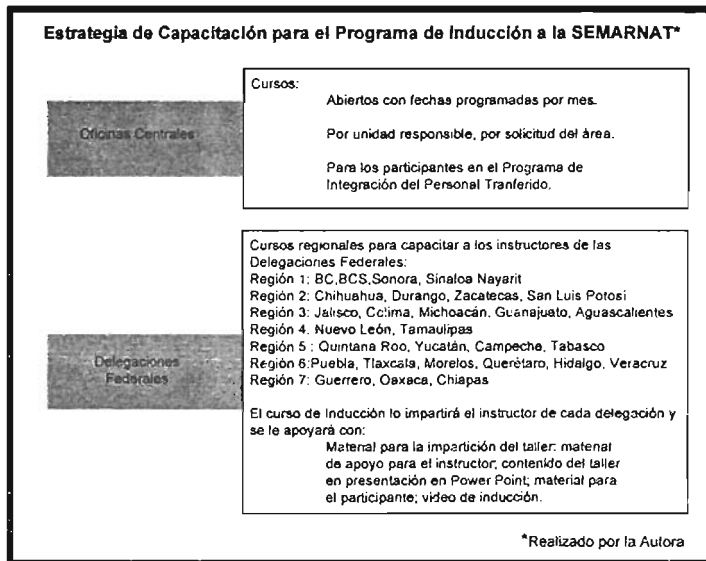 Estrategia de Capacitación para el Programa de Inducción a la SEMARNAT*
Oficinas Centrales
Cursos:
Abiertos con fechas programadas por mes.
Por unidad responsible, por solicitud del área.
Para los participantes en el Programa de
Integración del Personal Tranferido.
Delegaciones
Federales
Cursos regionales para capacitar a los instructores de las
Delegaciones Federales:
Región 1: BC,BCS,Sonora, Sinaloa Nayarit
Región 2: Chihuahua, Durango, Zacatecas, San Luis Potosí
Región 3: Jalisco, Colima, Michoacán, Guanajuato, Aguascalientes
Región 4. Nuevo León, Tamaulipas
Región 5 : Quintana Roo, Yucatán, Campeche, Tabasco
Región 6:Puebla, Tlaxcala, Morelos, Querétaro, Hidalgo, Veracruz
Región 7: Guerrero, Oaxaca, Chiapas
El curso de Inducción lo impartirá el instructor de cada delegación y
se le apoyará con:
Material para la impartición del taller: material
de apoyo para el instructor; contenido del taller
en presentación en Power Point; material para
el participante; video de inducción.
*Realizado por la Autora